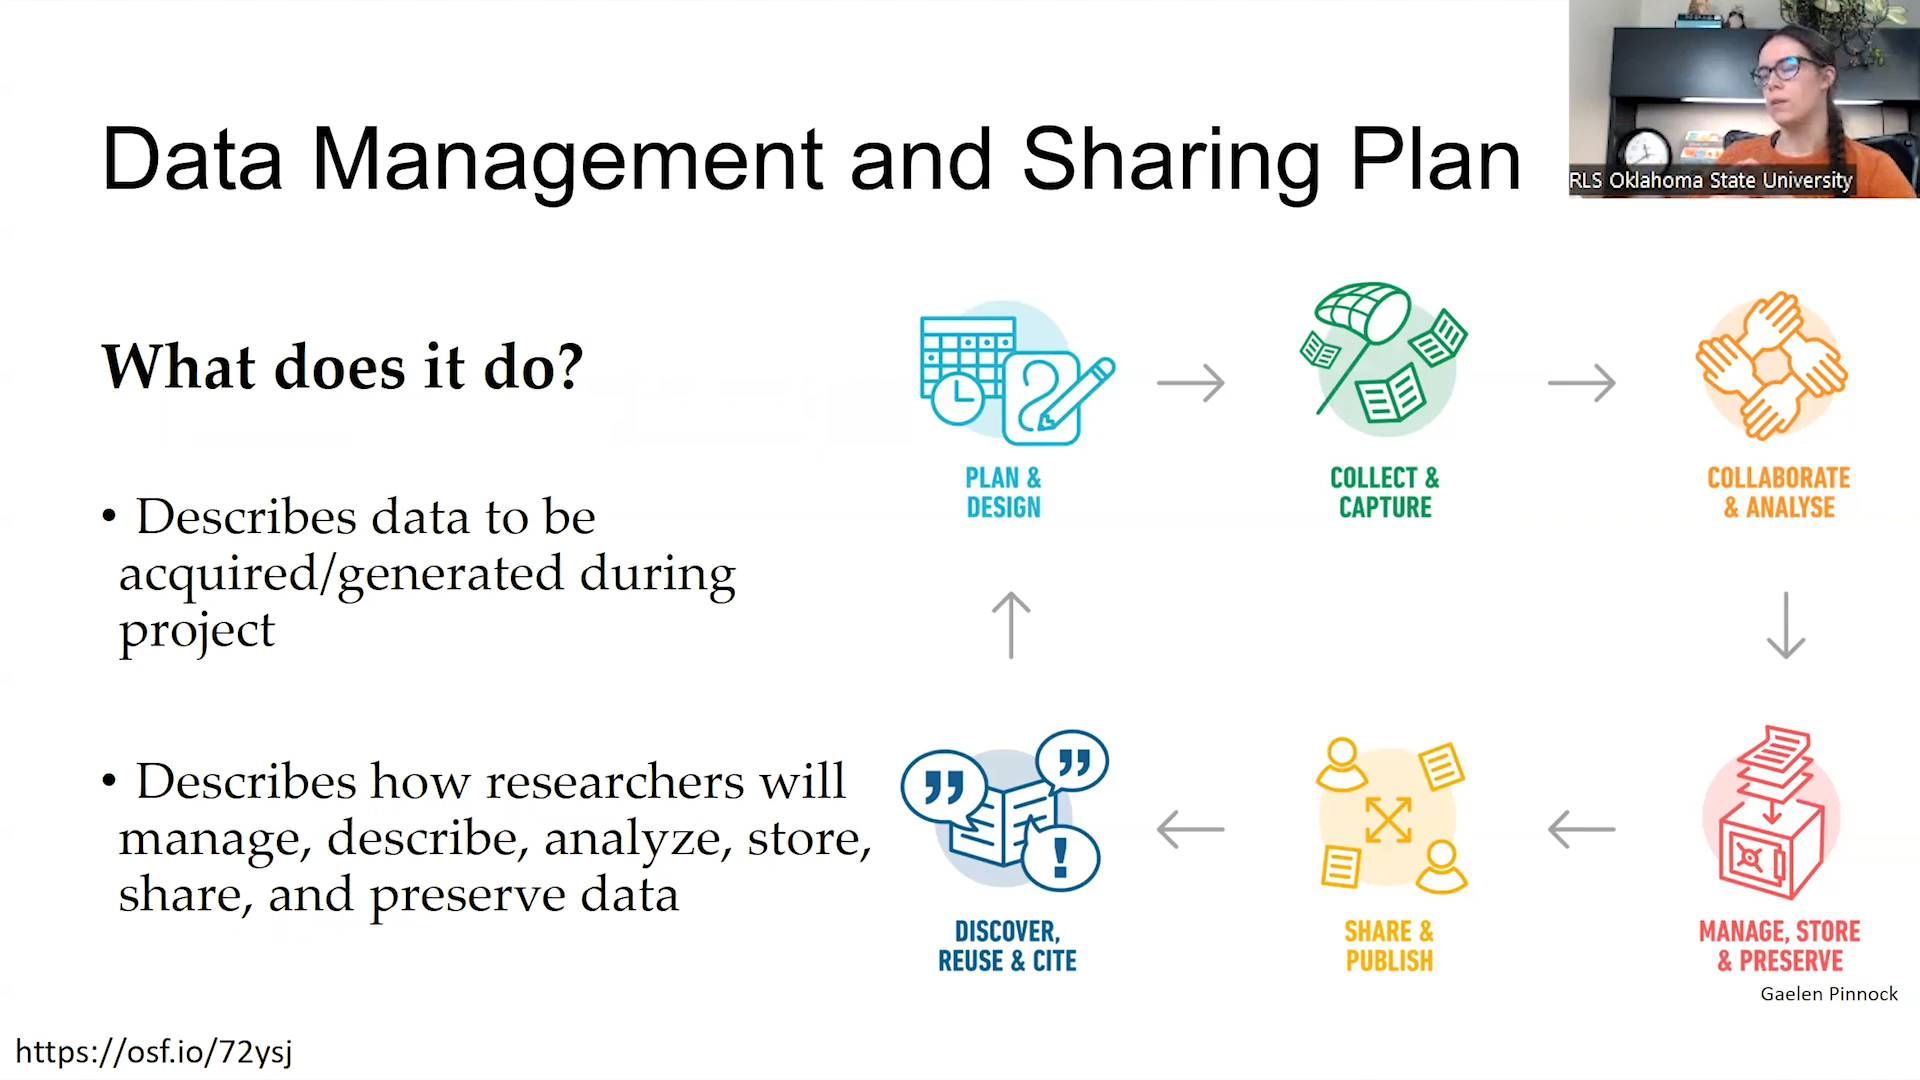 Data Management and Sharing Plan
RLS Oklahoma State University
What does it do?
• Describes data to be
acquired/generated during
project
• Describes how researchers will
manage, describe, analyze, store,
share, and preserve data
PLAN &
DESIGN
COLLECT &
CAPTURE
COLLABORATE
& ANALYSE
DISCOVER,
REUSE & CITE
SHARE &
PUBLISH
MANAGE, STORE
& PRESERVE
Gaelen Pinnock
https://osf.io/72ysj